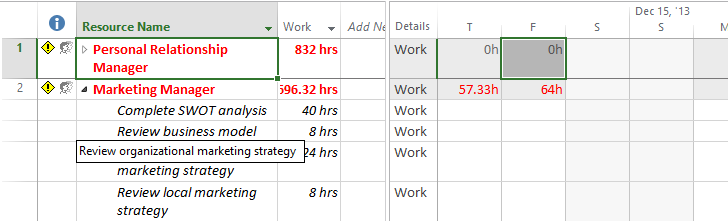 Dec 15, '13
Resource Name Work Add Ne Details T F S S M
1 Personal Relationship Manager 832 hrs Work 0h 0h
2 Marketing Manager 596.32 hrs Work 57.33h 64h
Complete SWOT analysis 40 hrs Work
Review business model 8 hrs Work
Review organizational marketing strategy 24 hrs Work
marketing strategy
Review local marketing strategy 8 hrs Work